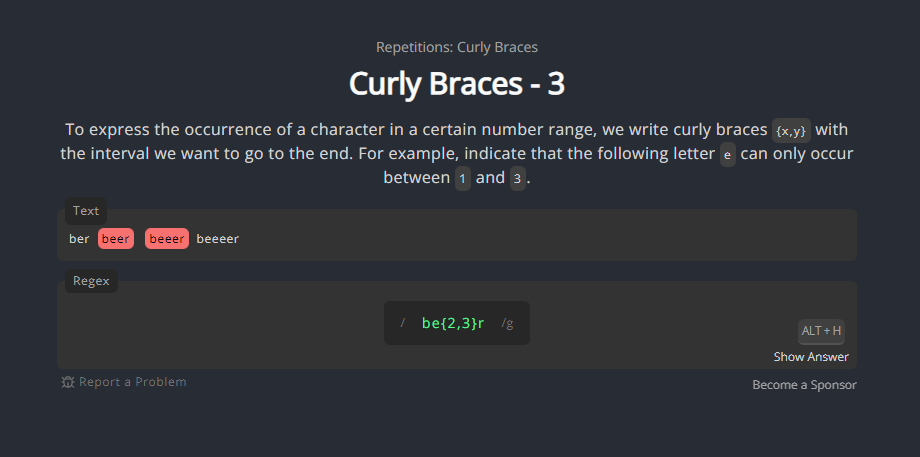 Repetitions: Curly Braces
Curly Braces - 3
To express the occurrence of a character in a certain number range, we write curly braces {x,y} with
the interval we want to go to the end. For example, indicate that the following letter e can only occur
between 1 and 3.
Text
ber beer beeer beeeer
Regex
/ be{2,3}r /g
ALT+H
Show Answer
Report a Problem
Become a Sponsor